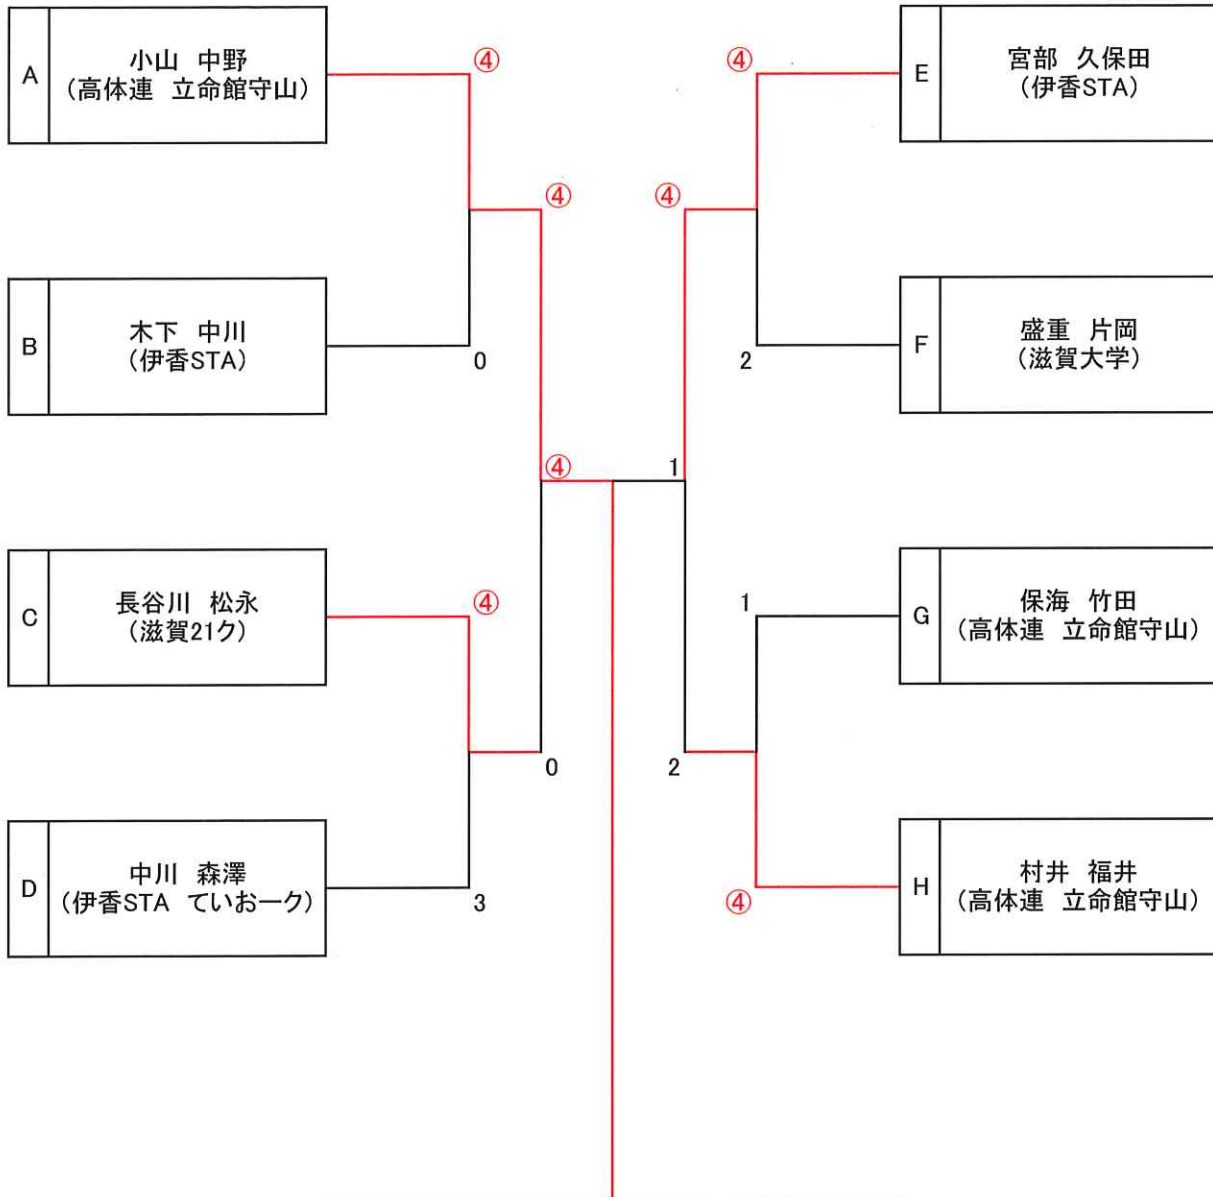 A
小山 中野
(高体連 立命館守山)
④
B
木下 中川
(伊香STA)
0
④
C
長谷川 松永
(滋賀21ク)
④
D
中川 森澤
(伊香STA ていおーク)
3
0
④
1
④
④
E
宮部 久保田
(伊香STA)
2
F
盛重 片岡
(滋賀大学)
1
G
保海 竹田
(高体連 立命館守山)
2
④
H
村井 福井
(高体連 立命館守山)